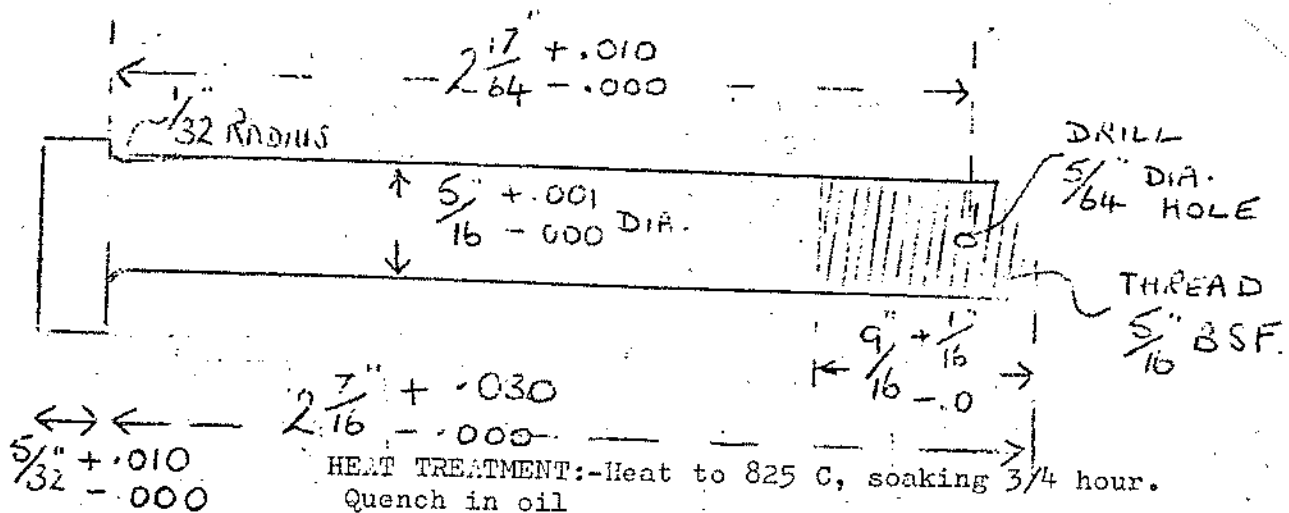 2 17/64" + .010
- .000
1/32" RADIUS
DRILL
5/64" DIA.
HOLE
5/16" + .001
- 000 DIA.
THREAD
5/16" BSF.
9/16" + 1/16"
- .0
2 7/16" + .030
- .000
5/32" + .010
- .000
HEAT TREATMENT:-Heat to 825 C, soaking 3/4 hour.
Quench in oil